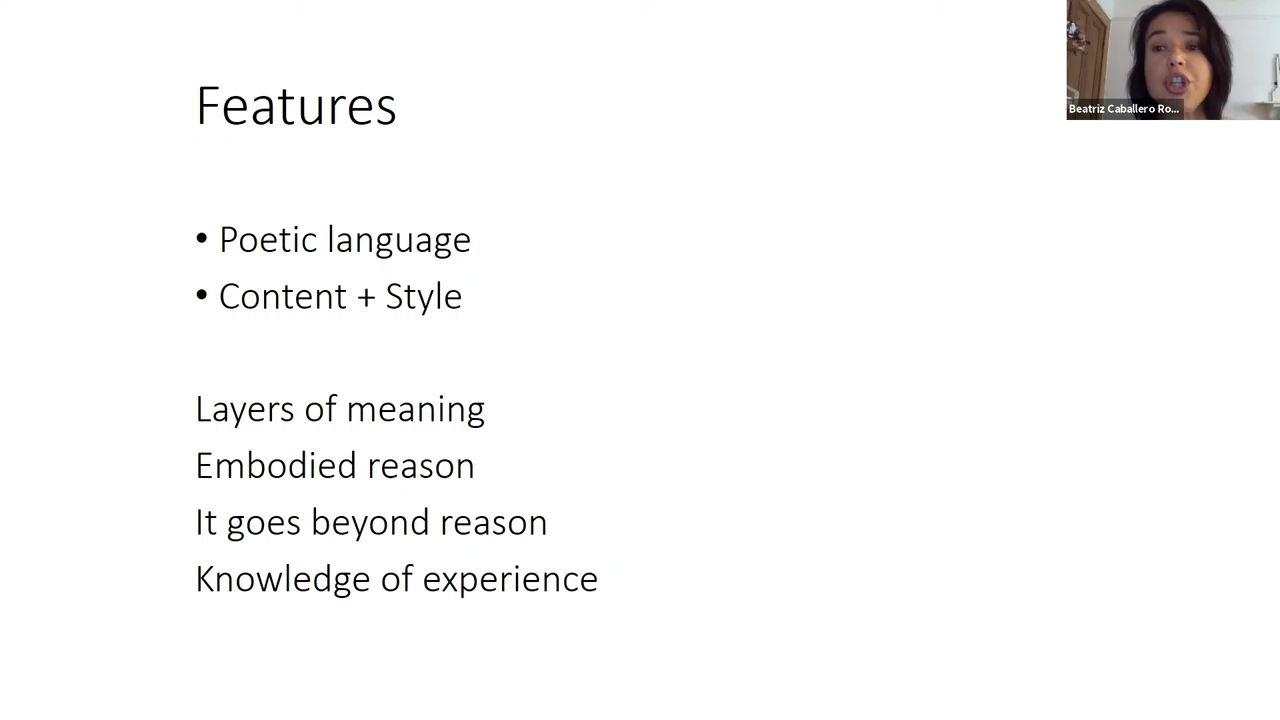 Features
• Poetic language
• Content + Style
Layers of meaning
Embodied reason
It goes beyond reason
Knowledge of experience
Beatriz Caballero Ro...